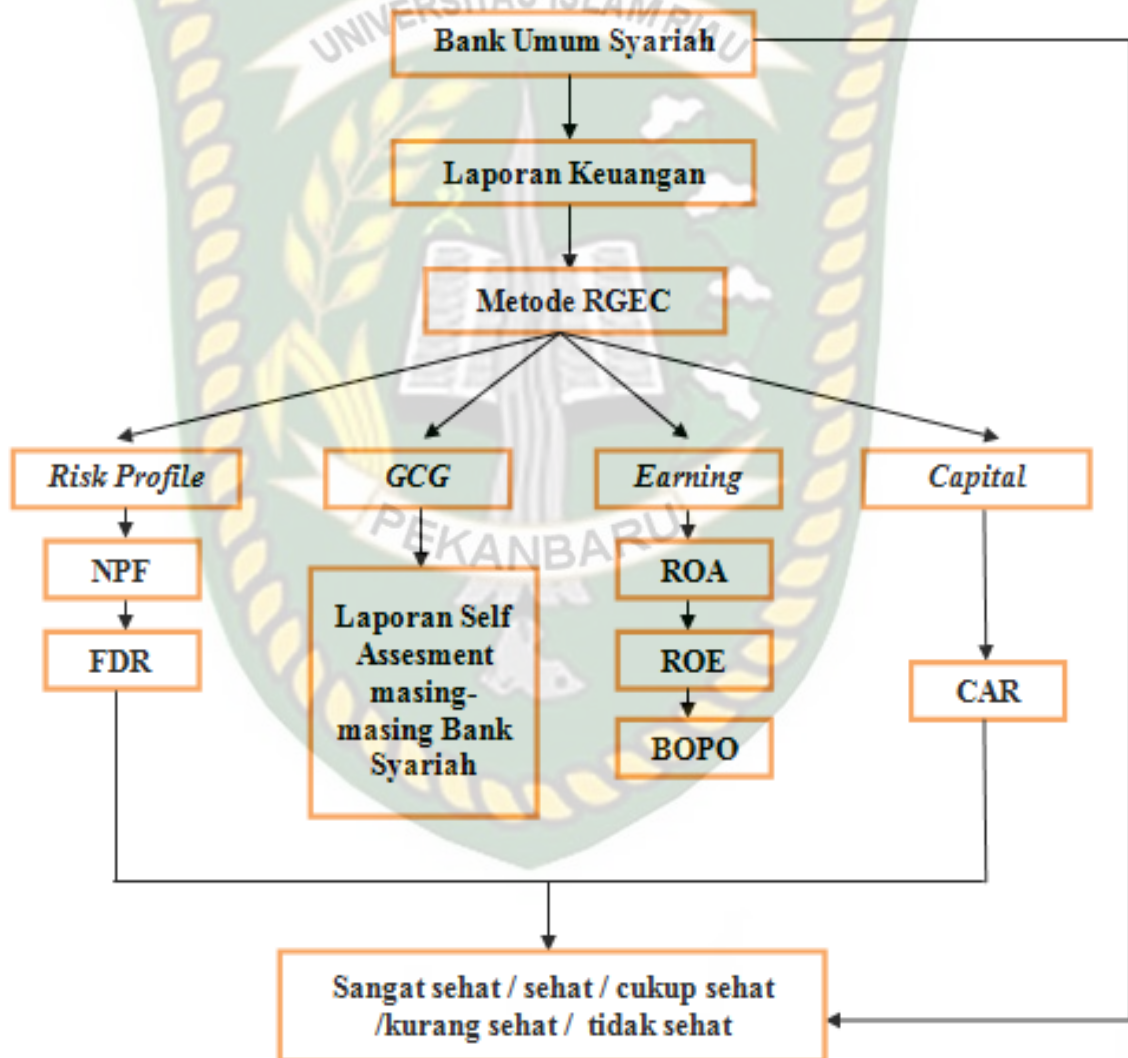 UNIVERSITAS ISLAM RIAU
Bank Umum Syariah
Laporan Keuangan
Metode RGEC
Risk Profile
GCG
Earning
Capital
PEKANBARU
NPF
FDR
Laporan Self
Assesment
masing-
masing Bank
Syariah
ROA
ROE
BOPO
CAR
Sangat sehat / sehat / cukup sehat
/kurang sehat / tidak sehat